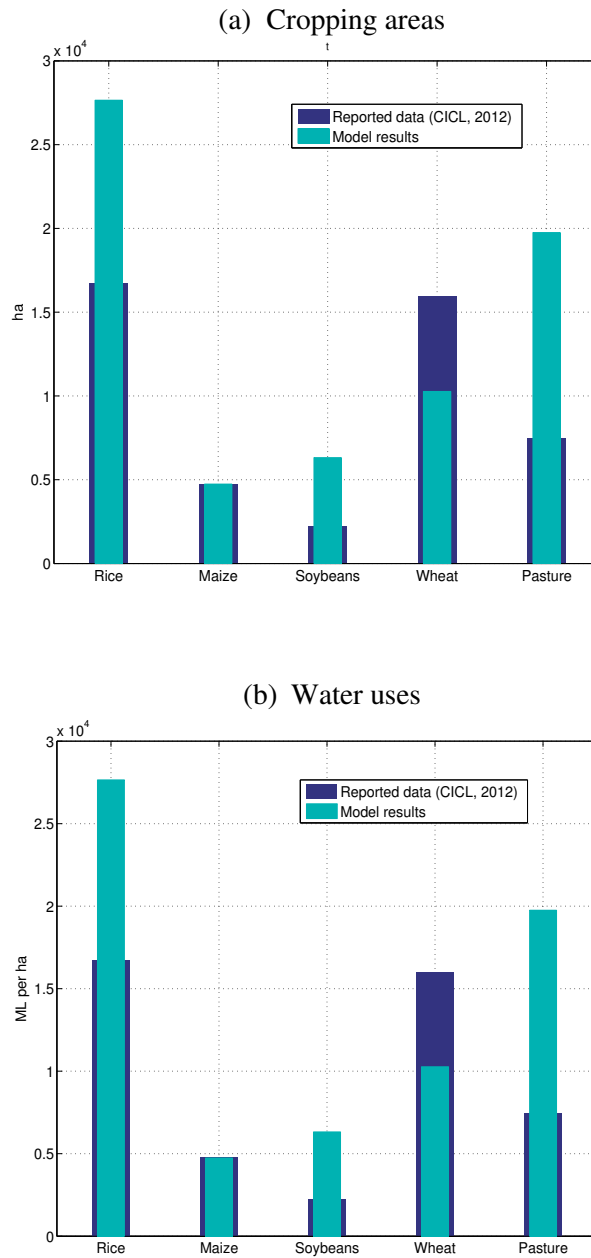 (a) Cropping areas
t
x 10^4
3
2.5
2
1.5
1
0.5
0
ha
Reported data (CICL, 2012)
Model results
Rice Maize Soybeans Wheat Pasture
(b) Water uses
x 10^4
3
2.5
2
1.5
1
0.5
0
ML per ha
Reported data (CICL, 2012)
Model results
Rice Maize Soybeans Wheat Pasture